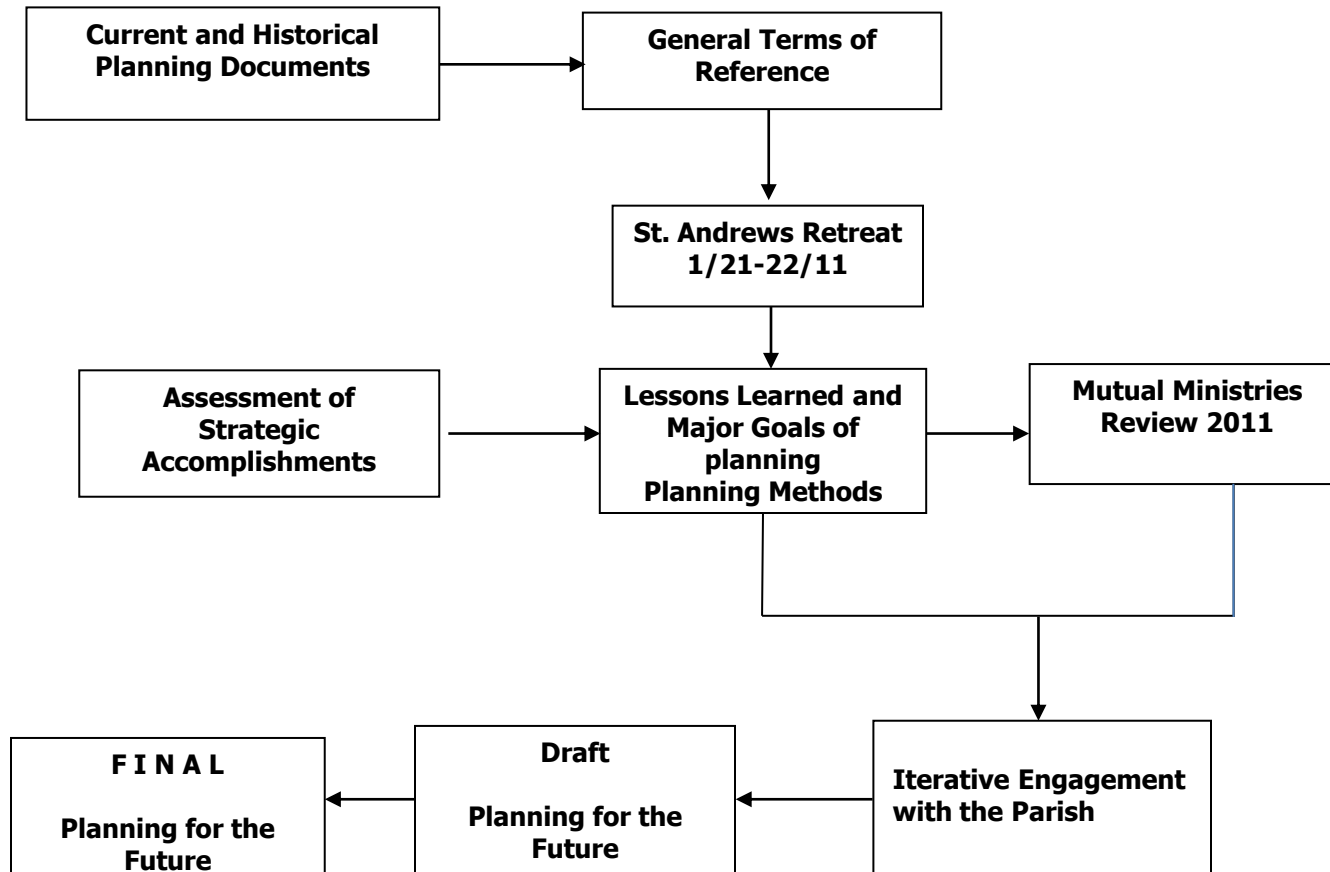 Current and Historical
Planning Documents
General Terms of
Reference
St. Andrews Retreat
1/21-22/11
Assessment of
Strategic
Accomplishments
Lessons Learned and
Major Goals of
planning
Planning Methods
Mutual Ministries
Review 2011
Iterative Engagement
with the Parish
Draft
Planning for the
Future
F I N A L
Planning for the
Future